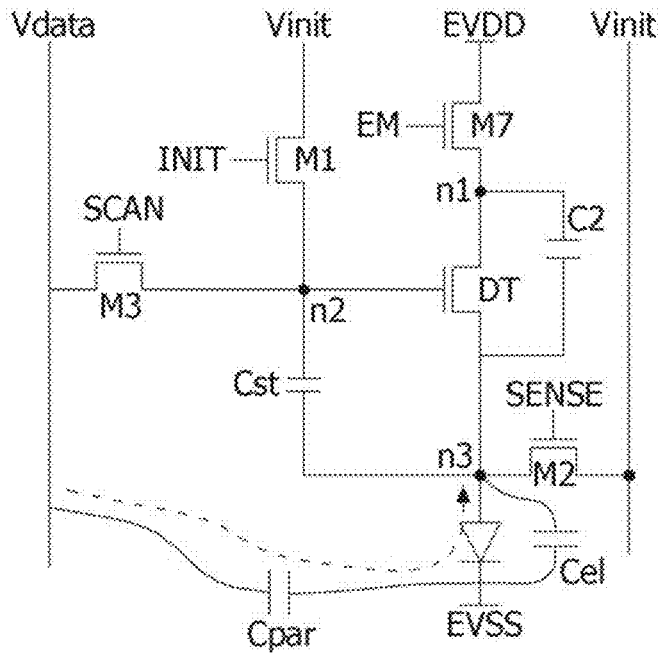 Vdata Vinit EVDD Vinit
EM M7
INIT M1
n1
SCAN C2
M3 n2 DT
Cst
SENSE
n3 M2
Cel
Cpar EVSS